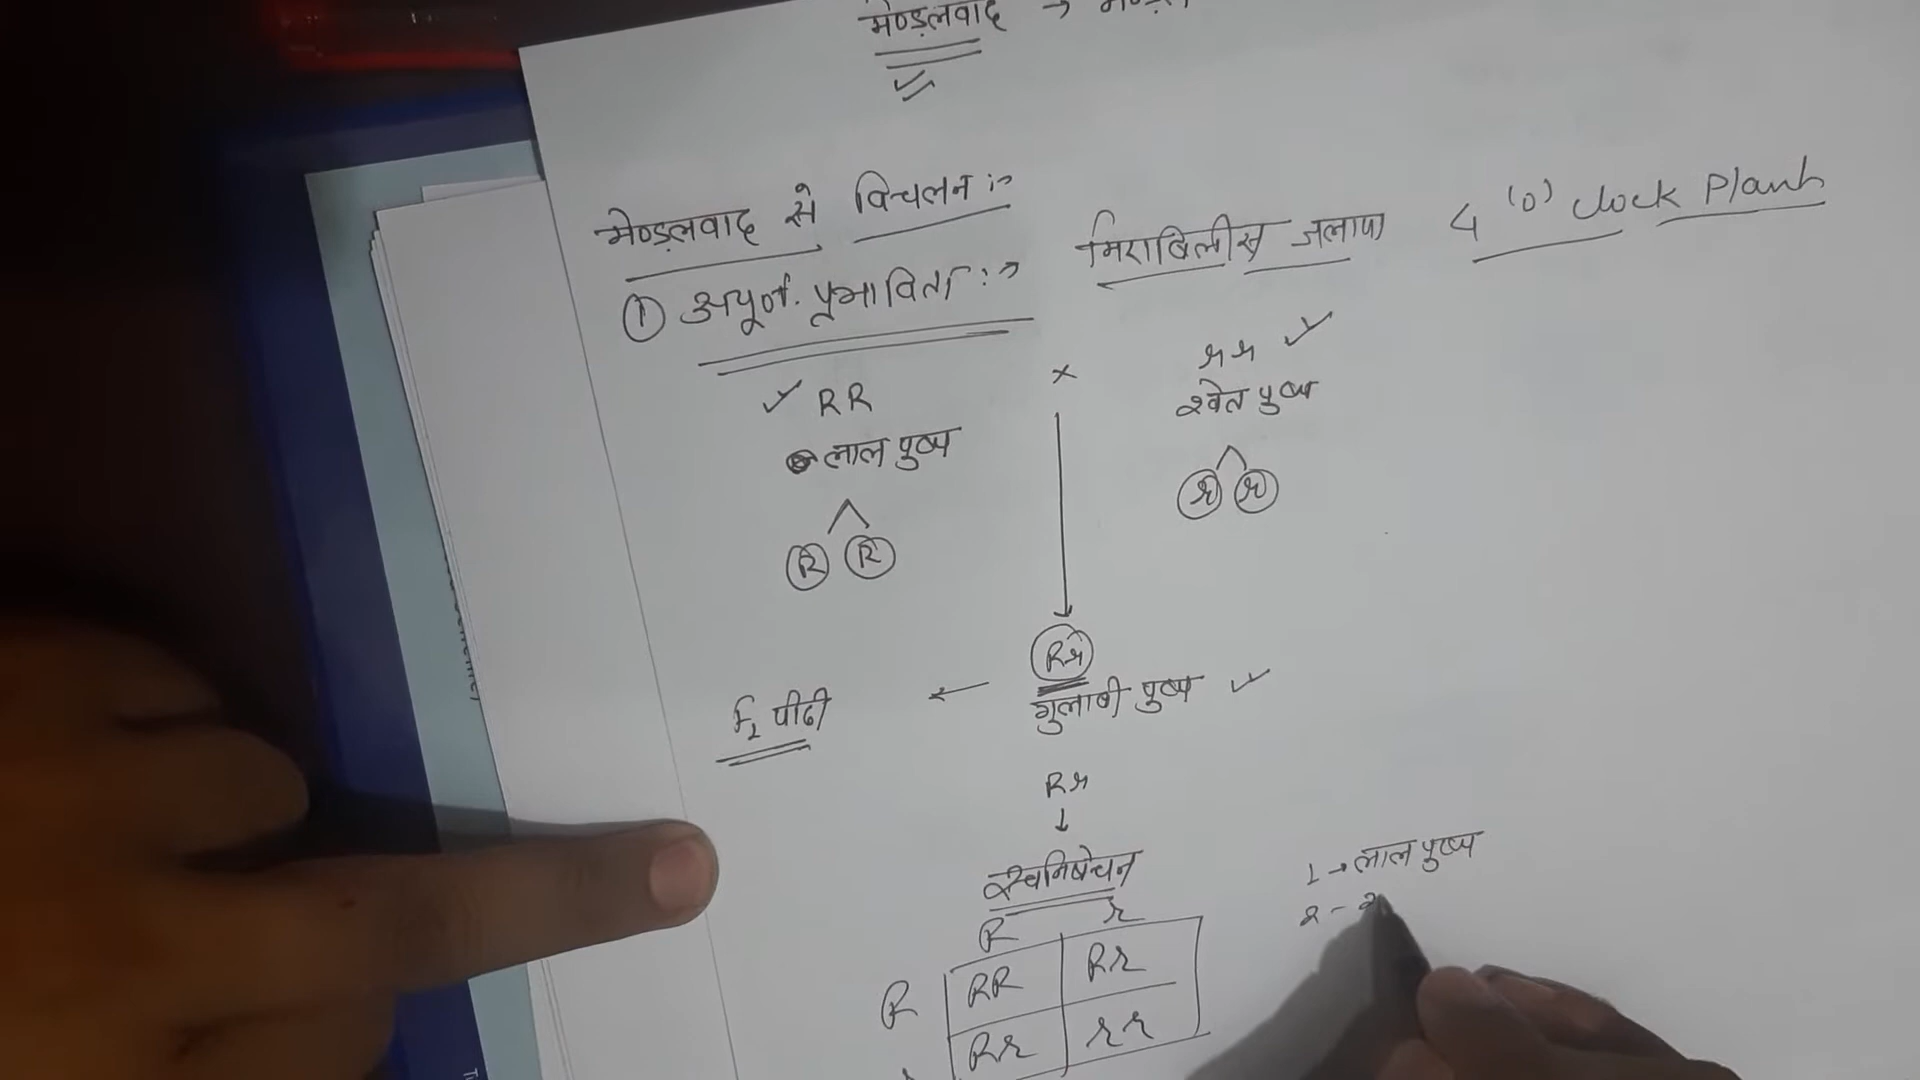 मेण्डलवाद →
मेण्डलवाद से विचलन :→
मिराबिलीस जलापा 4 'O' clock Plant
① अपूर्ण प्रभाविता :→
RR × rr
लाल पुष्प श्वेत पुष्प
R R r r
Rr
F2 पीढी ← गुलाबी पुष्प
Rr
↓
स्वनिषेचन
1 → लाल पुष्प
2 -
R r
R RR Rr
Rr rr